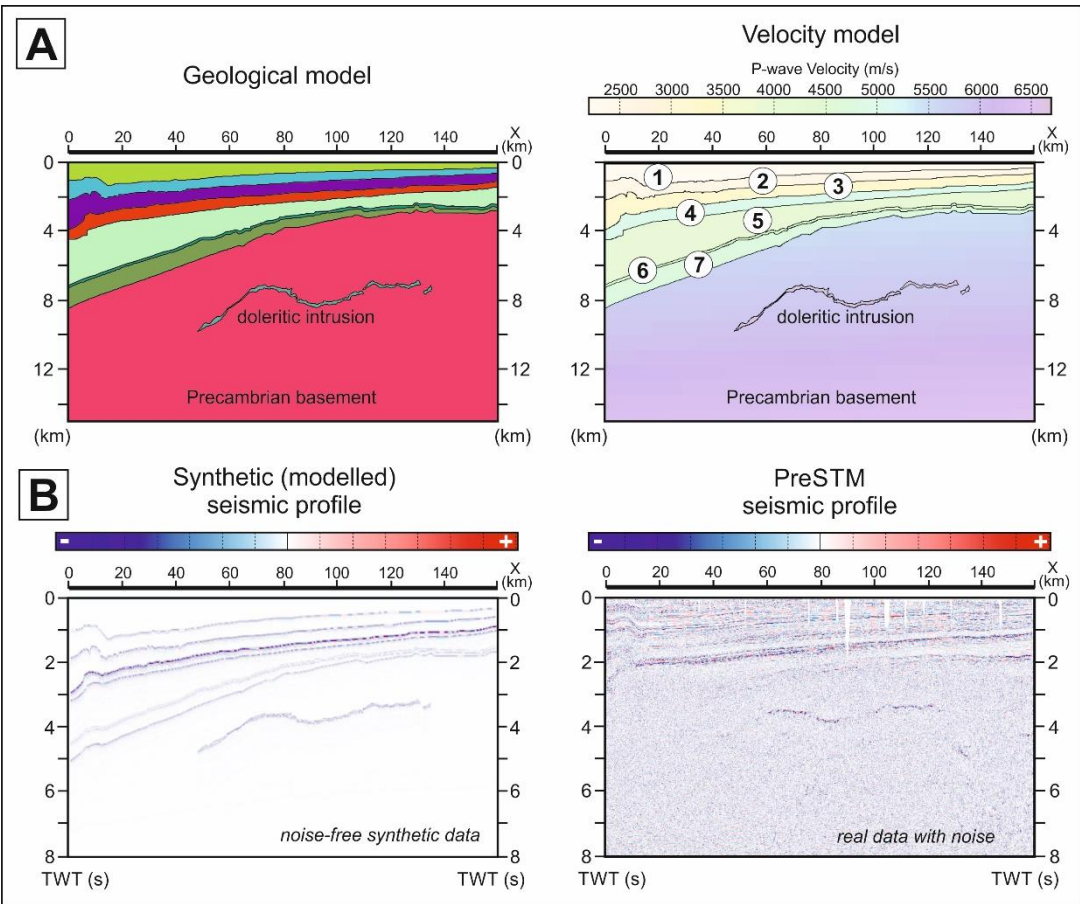 A
Geological model
X
0 20 40 60 80 100 120 140 (km)
0
4
8
12
(km)
0
4
8
12
(km)
doleritic intrusion
Precambrian basement
Velocity model
P-wave Velocity (m/s)
2500 3000 3500 4000 4500 5000 5500 6000 6500
X
0 20 40 60 80 100 120 140 (km)
0
4
8
12
(km)
0
4
8
12
(km)
1
2
3
4
5
6
7
doleritic intrusion
Precambrian basement
B
Synthetic (modelled)
seismic profile
- +
X
0 20 40 60 80 100 120 140 (km)
0
2
4
6
8
TWT (s)
0
2
4
6
8
TWT (s)
noise-free synthetic data
PreSTM
seismic profile
- +
X
0 20 40 60 80 100 120 140 (km)
0
2
4
6
8
TWT (s)
0
2
4
6
8
TWT (s)
real data with noise